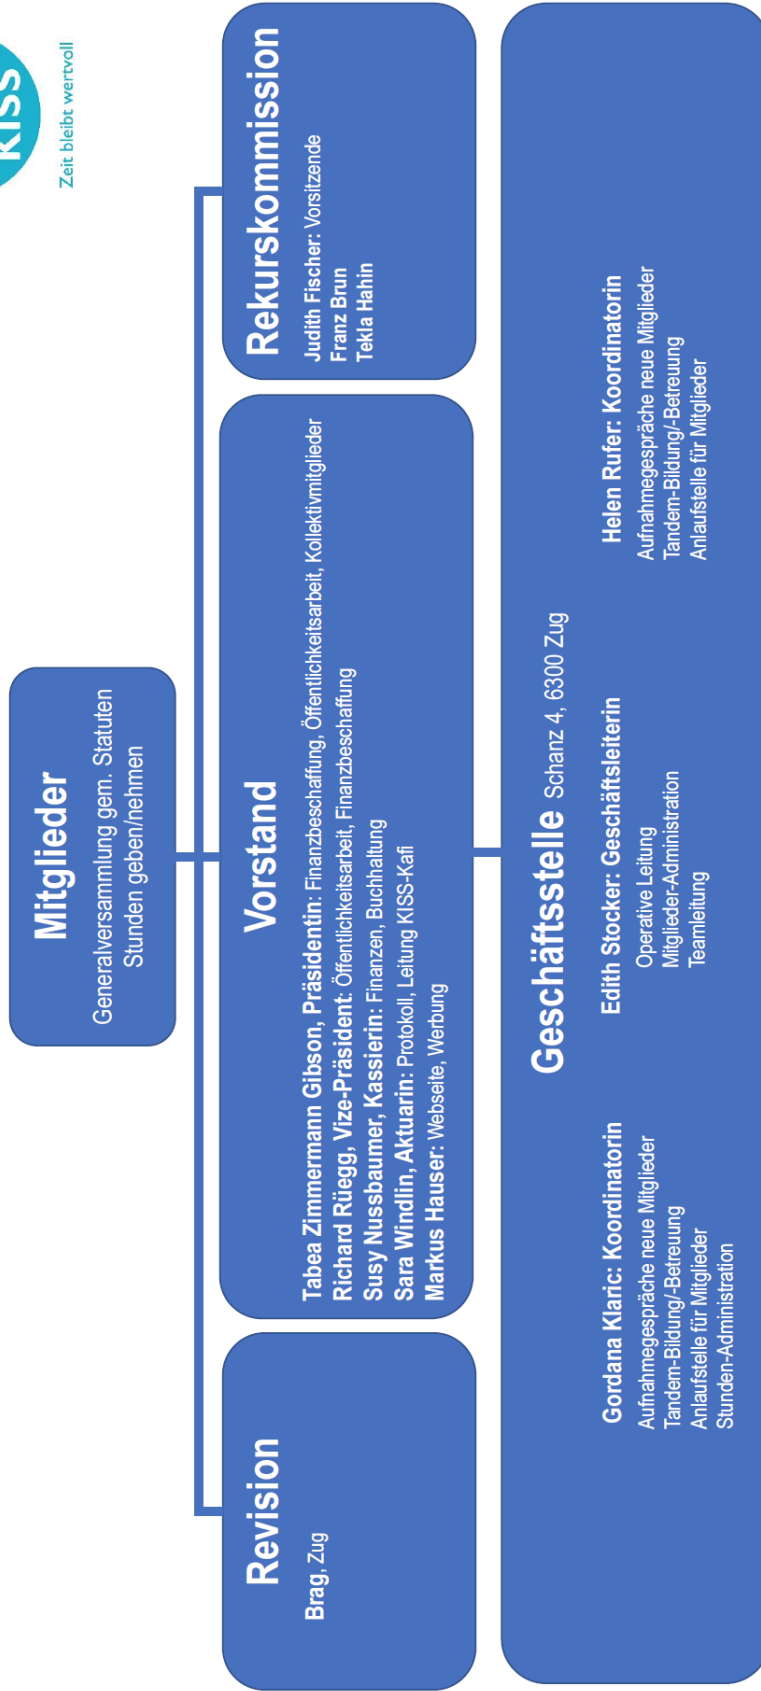 kiss
Zeit bleibt wertvoll
Mitglieder
Generalversammlung gem. Statuten
Stunden geben/nehmen
Revision
Brag, Zug
Vorstand
Tabea Zimmermann Gibson, Präsidentin: Finanzbeschaffung, Öffentlichkeitsarbeit, Kollektivmitglieder
Richard Rüegg, Vize-Präsident: Öffentlichkeitsarbeit, Finanzbeschaffung
Susy Nussbaumer, Kassierin: Finanzen, Buchhaltung
Sara Windlin, Aktuarin: Protokoll, Leitung KISS-Kafi
Markus Hauser: Webseite, Werbung
Rekurskommission
Judith Fischer: Vorsitzende
Franz Brun
Tekla Hahin
Geschäftsstelle Schanz 4, 6300 Zug
Gordana Klaric: Koordinatorin
Aufnahmegespräche neue Mitglieder
Tandem-Bildung/-Betreuung
Anlaufstelle für Mitglieder
Stunden-Administration
Edith Stocker: Geschäftsleiterin
Operative Leitung
Mitglieder-Administration
Teamleitung
Helen Rufer: Koordinatorin
Aufnahmegespräche neue Mitglieder
Tandem-Bildung/-Betreuung
Anlaufstelle für Mitglieder